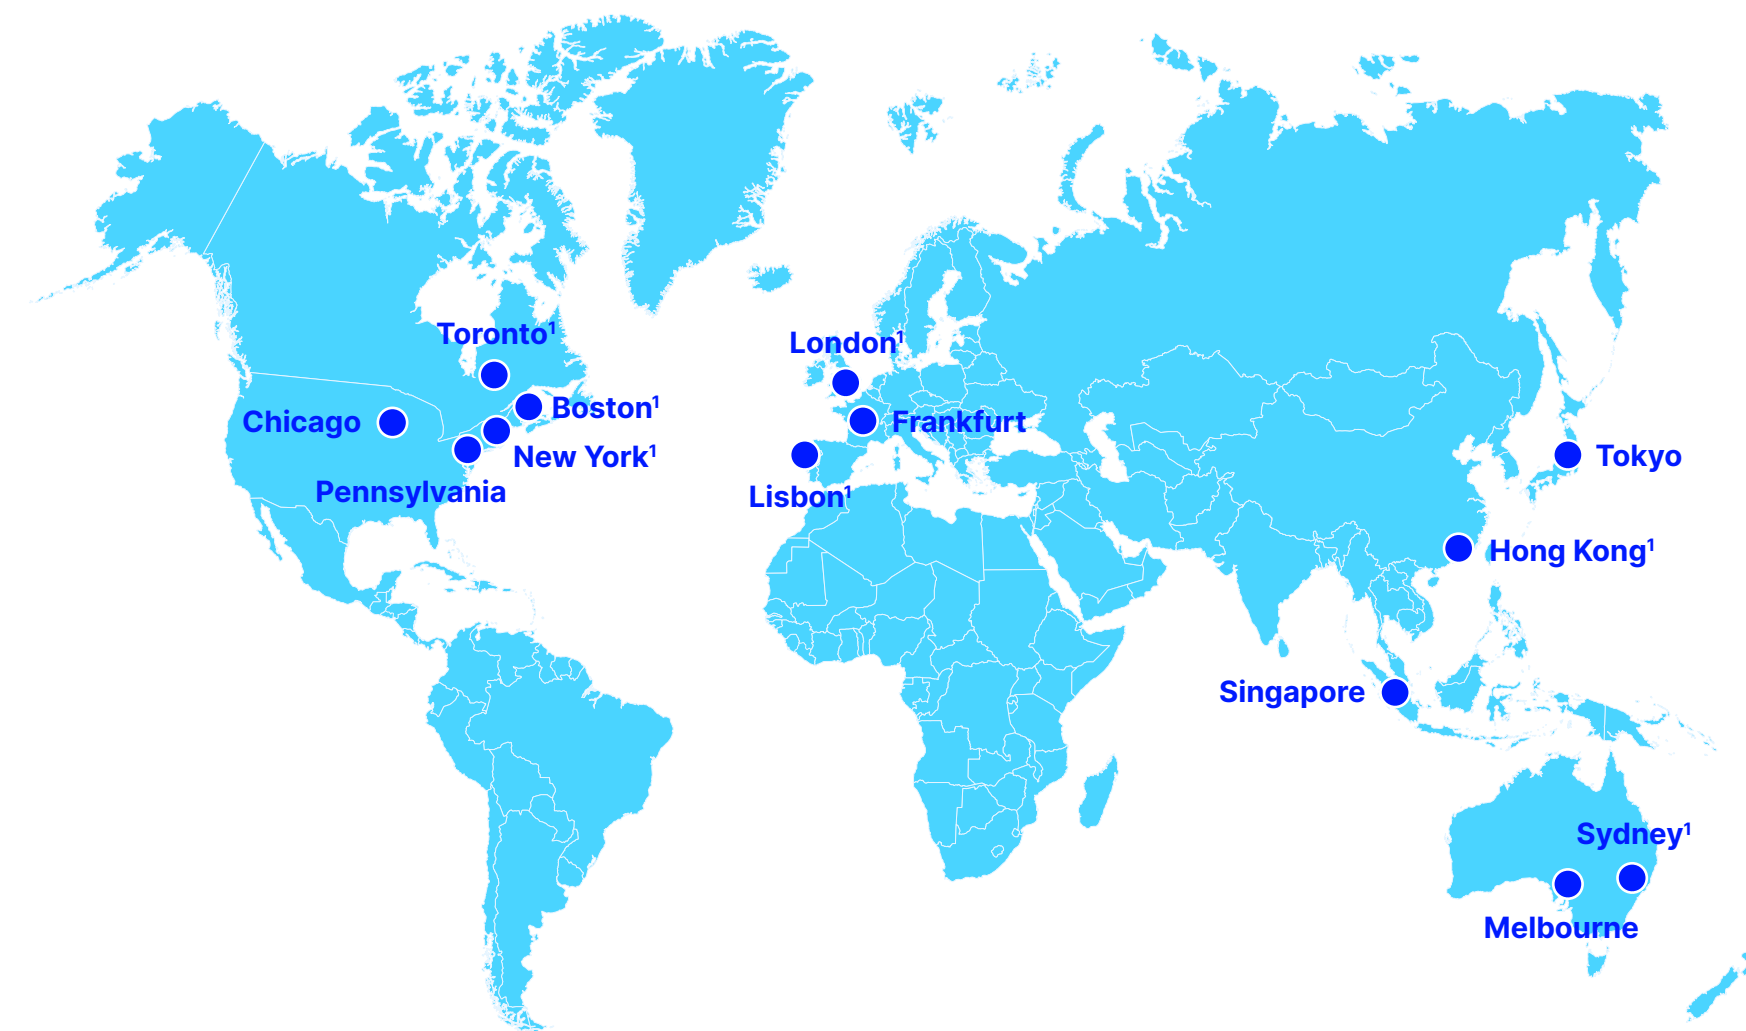 Toronto¹
London¹
Boston¹
Chicago
Frankfurt
New York¹
Tokyo
Pennsylvania
Lisbon¹
Hong Kong¹
Singapore
Sydney¹
Melbourne